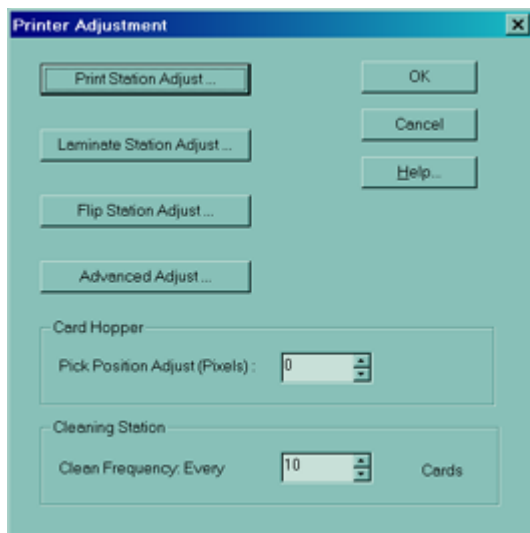 Printer Adjustment
Print Station Adjust ...
OK
Laminate Station Adjust ...
Cancel
Help...
Flip Station Adjust ...
Advanced Adjust ...
Card Hopper
Pick Position Adjust (Pixels) : 0
Cleaning Station
Clean Frequency: Every 10 Cards